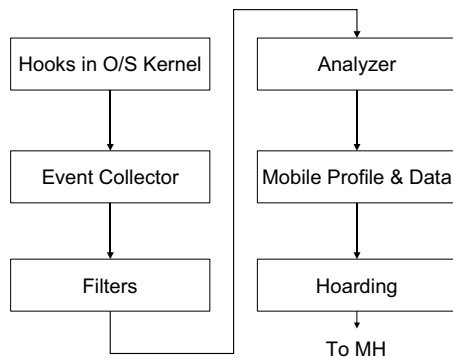 Hooks in O/S Kernel
Event Collector
Filters
Analyzer
Mobile Profile & Data
Hoarding
To MH